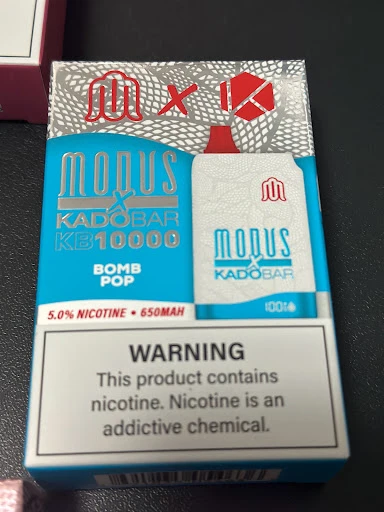 MODUS
X
KADOBAR
KB10000
BOMB
POP
5.0% NICOTINE • 650MAH
MODUS
X
KADOBAR
100%
WARNING
This product contains
nicotine. Nicotine is an
addictive chemical.